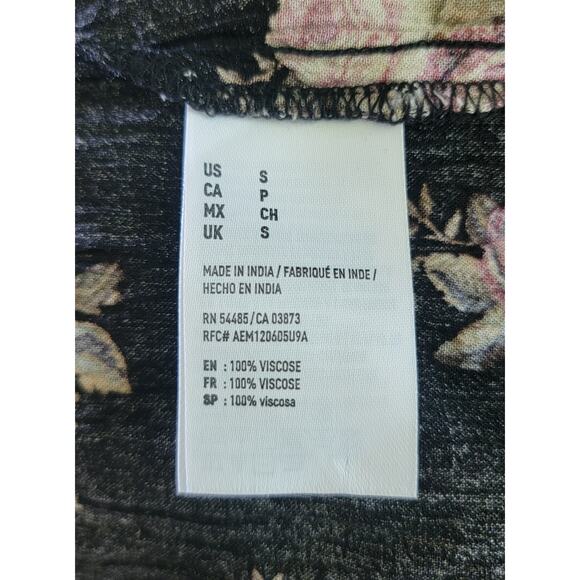 US S
CA P
MX CH
UK S
MADE IN INDIA / FABRIQUÉ EN INDE /
HECHO EN INDIA
RN 54485/CA 03873
RFC# AEM120605U9A
EN : 100% VISCOSE
FR : 100% VISCOSE
SP : 100% viscosa